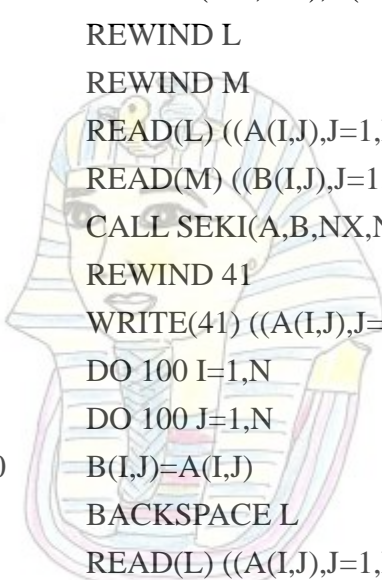 REWIND L
REWIND M
READ(L) ((A(I,J),J=1,
READ(M) ((B(I,J),J=1
CALL SEKI(A,B,NX,N
REWIND 41
WRITE(41) ((A(I,J),J=
DO 100 I=1,N
DO 100 J=1,N
0 B(I,J)=A(I,J)
BACKSPACE L
READ(L) ((A(I,J),J=1,